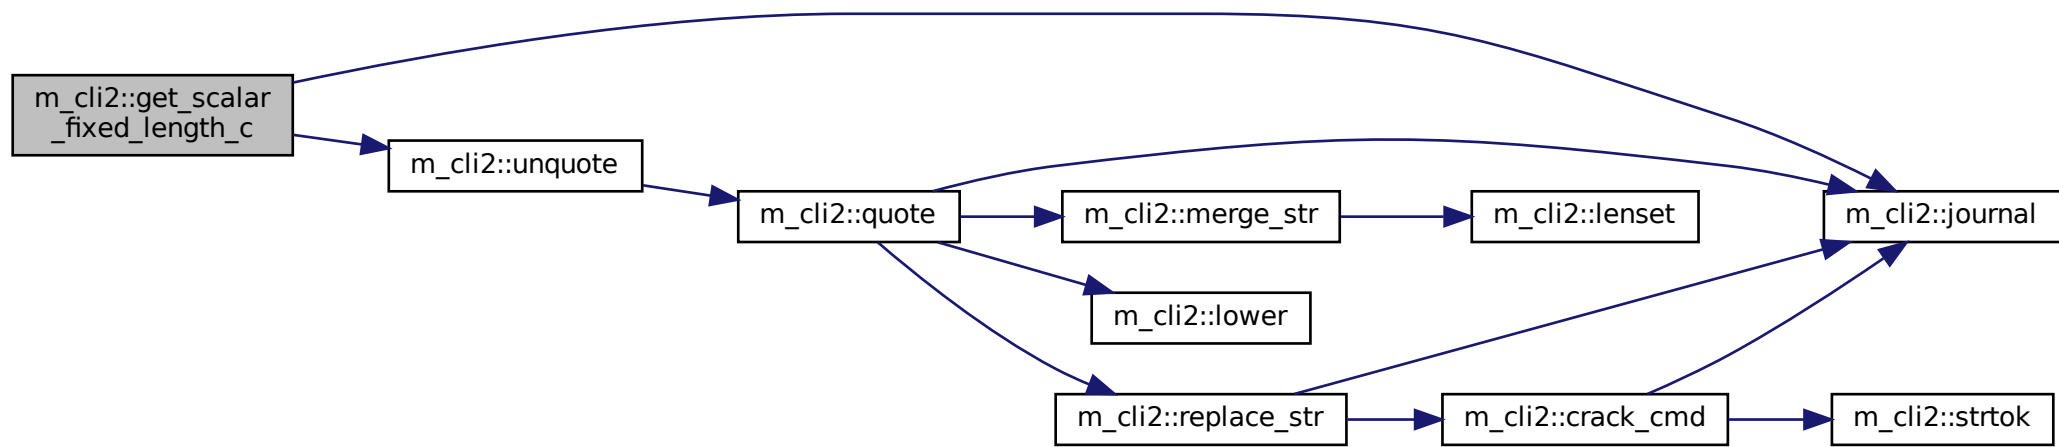 m_cli2::get_scalar
_fixed_length_c
m_cli2::unquote
m_cli2::quote
m_cli2::merge_str
m_cli2::lenset
m_cli2::journal
m_cli2::lower
m_cli2::replace_str
m_cli2::crack_cmd
m_cli2::strtok